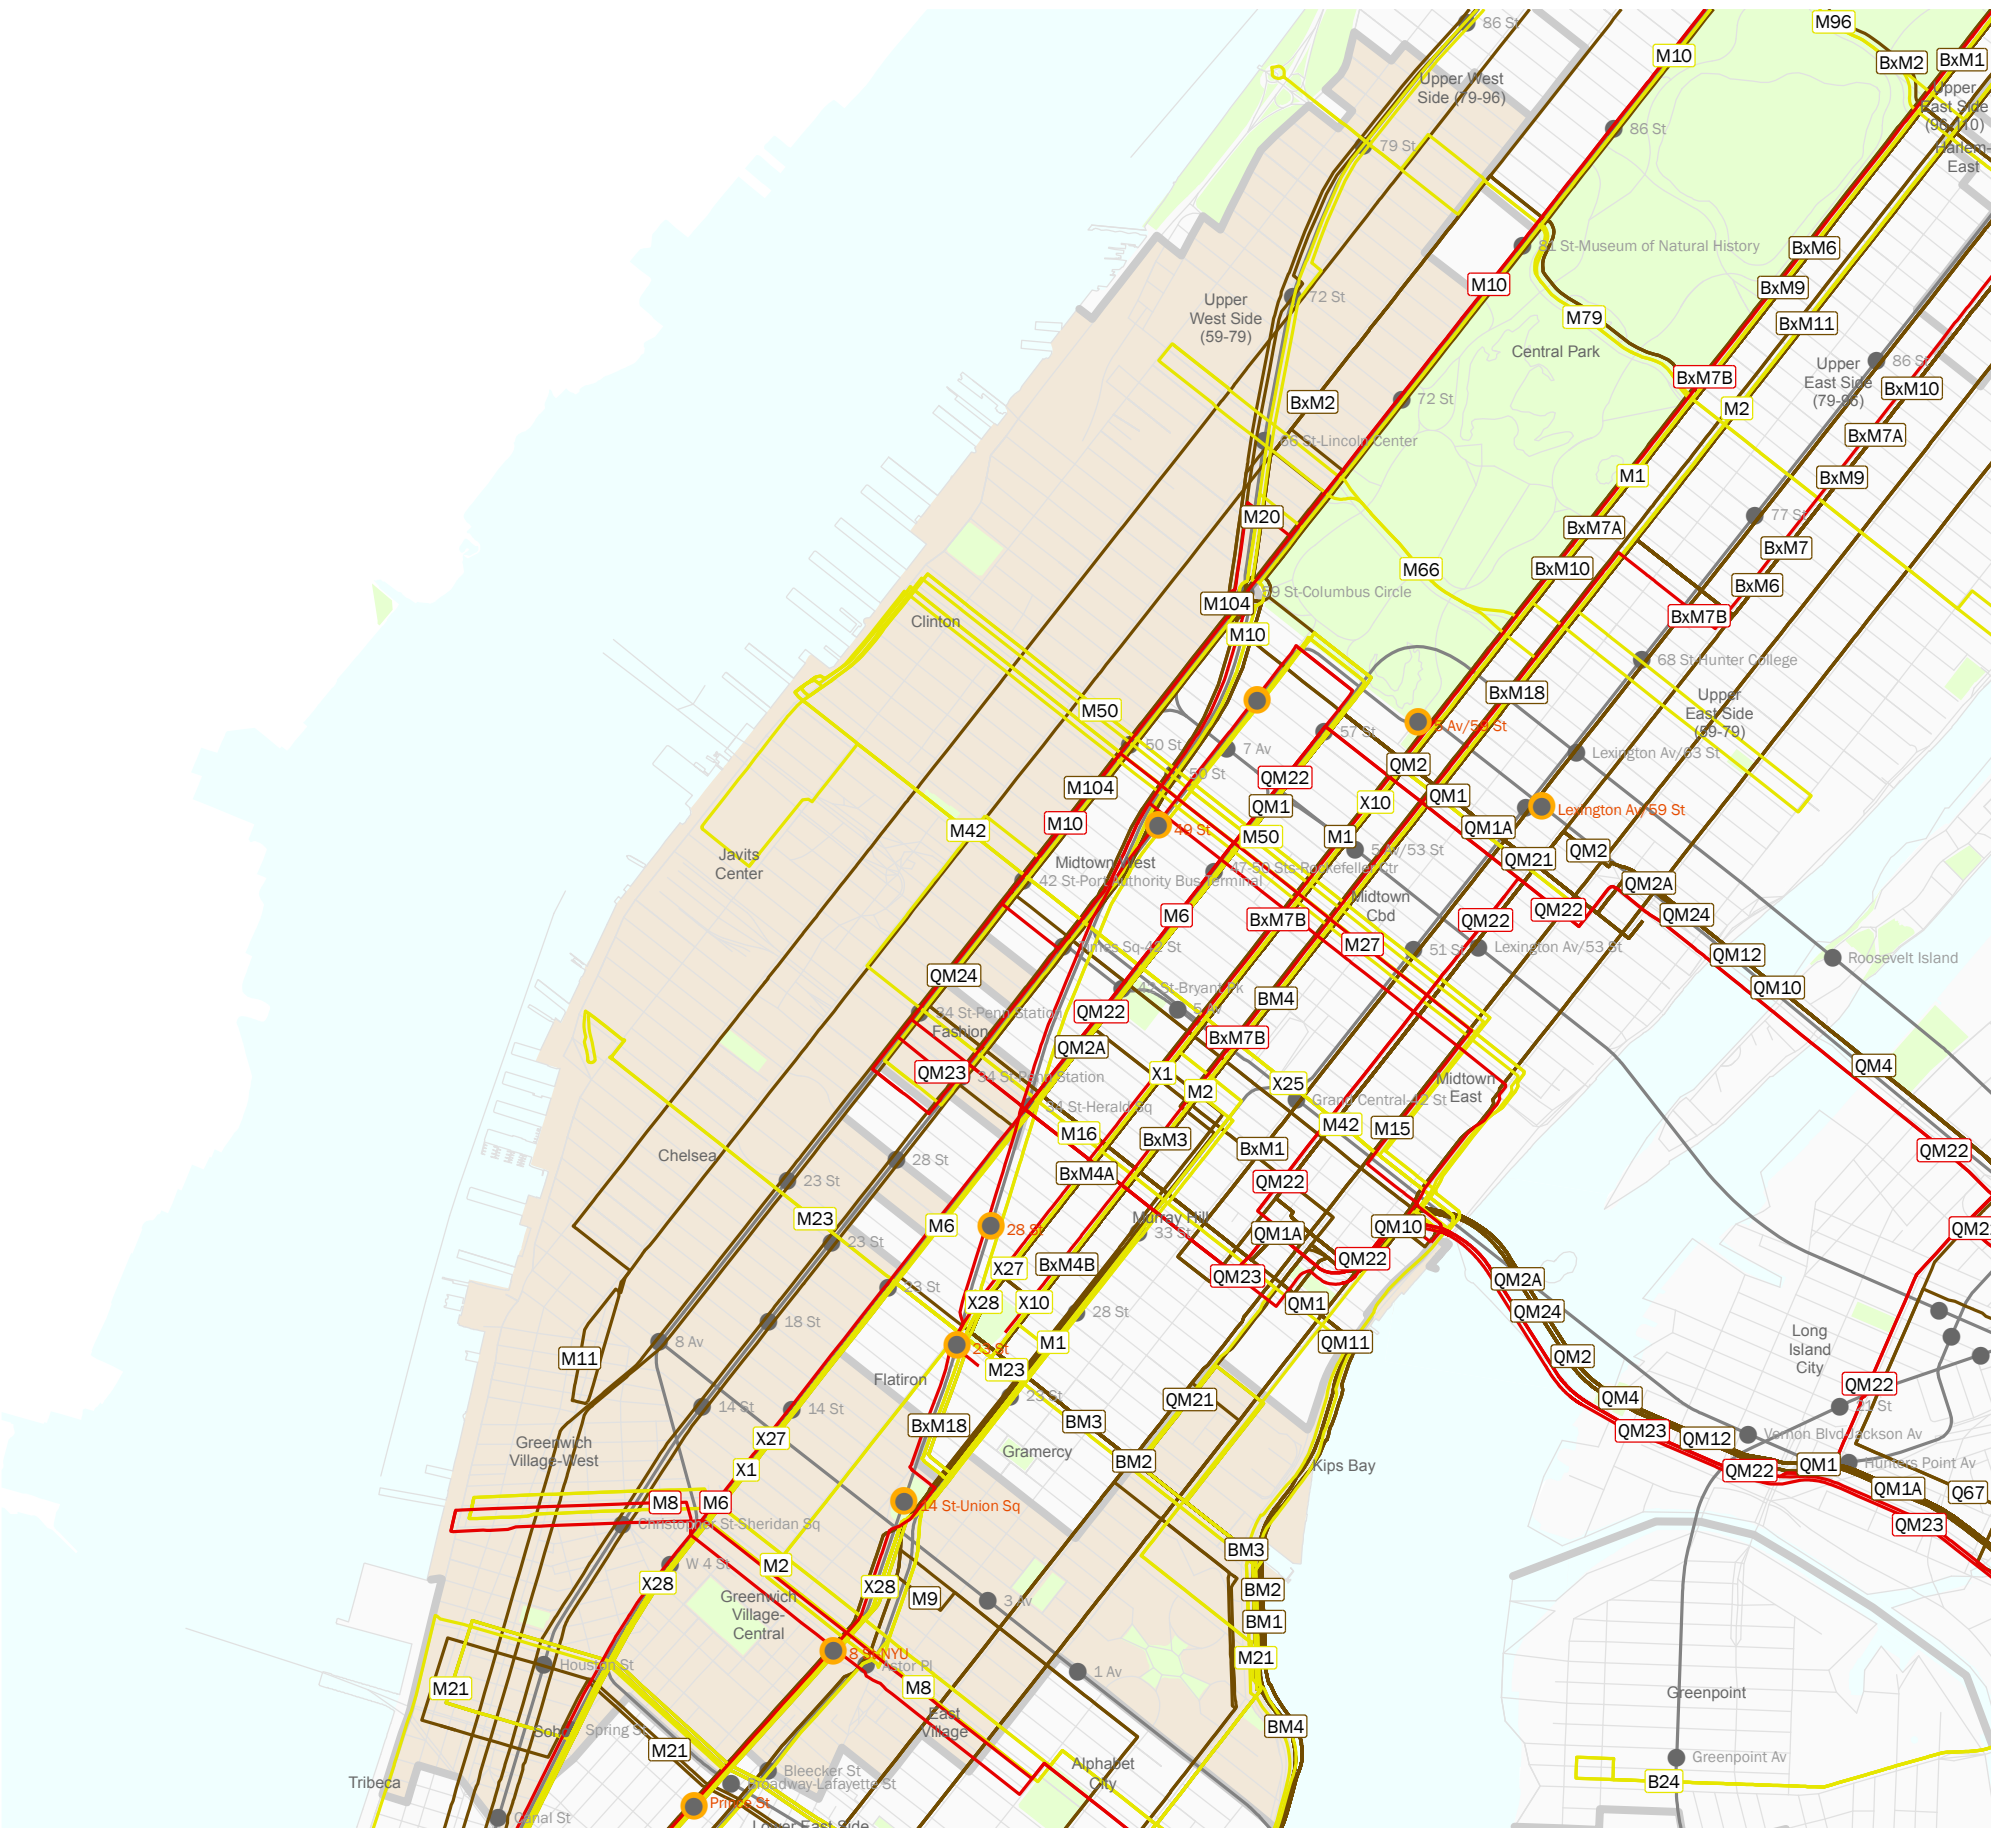 M96
86 St
M10
BxM2
BxM1
Upper West
Side (79-96)
Upper
East Side
(96-110)
Harlem-
East
86 St
79 St
81 St-Museum of Natural History
BxM6
M10
BxM9
72 St
Upper
West Side
(59-79)
M79
BxM11
Central Park
Upper
East Side
(79-96)
86 St
BxM7B
BxM10
BxM2
72 St
M2
BxM7A
66 St-Lincoln Center
M1
BxM9
M20
77 St
BxM7A
BxM7
M66
BxM10
BxM6
59 St-Columbus Circle
M104
BxM7B
Clinton
M10
68 St-Hunter College
BxM18
Upper
East Side
(59-79)
M50
5 Av/59 St
57 St
50 St
7 Av
Lexington Av/63 St
QM2
50 St
QM22
M104
QM1
X10
QM1
Lexington Av/59 St
M10
49 St
M42
QM1A
M50
M1
5 Av/53 St
QM2
QM21
Javits
Center
Midtown West
47-50 Sts-Rockefeller Ctr
42 St-Port Authority Bus Terminal
QM2A
Midtown
Cbd
M6
BxM7B
QM22
QM22
QM24
M27
Times Sq-42 St
51 St
Lexington Av/53 St
QM12
Roosevelt Island
QM24
42 St-Bryant Pk
QM10
BM4
34 St-Penn Station
5 Av
QM22
Fashion
BxM7B
QM2A
QM4
QM23
34 St-Penn Station
X1
X25
Midtown
East
M2
34 St-Herald Sq
Grand Central-42 St
M16
M42
M15
BxM3
Chelsea
28 St
BxM1
QM22
BxM4A
23 St
QM22
M23
M6
28 St
Murray Hill
33 St
QM10
QM1A
23 St
QM22
X27
BxM4B
QM23
QM2A
23 St
X28
X10
QM1
QM24
28 St
18 St
Long
Island
City
8 Av
23 St
M1
QM11
M11
M23
QM2
Flatiron
QM22
23 St
QM21
QM4
14 St
14 St
BxM18
BM3
21 St
QM23
X27
Greenwich
Village-West
Gramercy
QM12
Vernon Blvd-Jackson Av
BM2
X1
Kips Bay
QM22
QM1
Hunters Point Av
QM1A
Q67
M8
M6
14 St-Union Sq
Christopher St-Sheridan Sq
QM23
BM3
W 4 St
M2
X28
X28
BM2
M9
Greenwich
Village-
Central
3 Av
BM1
8 St-NYU
M21
Houston St
Astor Pl
1 Av
M21
M8
Greenpoint
Soho
Spring St
East
Village
BM4
M21
Greenpoint Av
Bleecker St
Alphabet
City
Tribeca
Broadway-Lafayette St
B24
Prince St
Canal St
Lower East Side